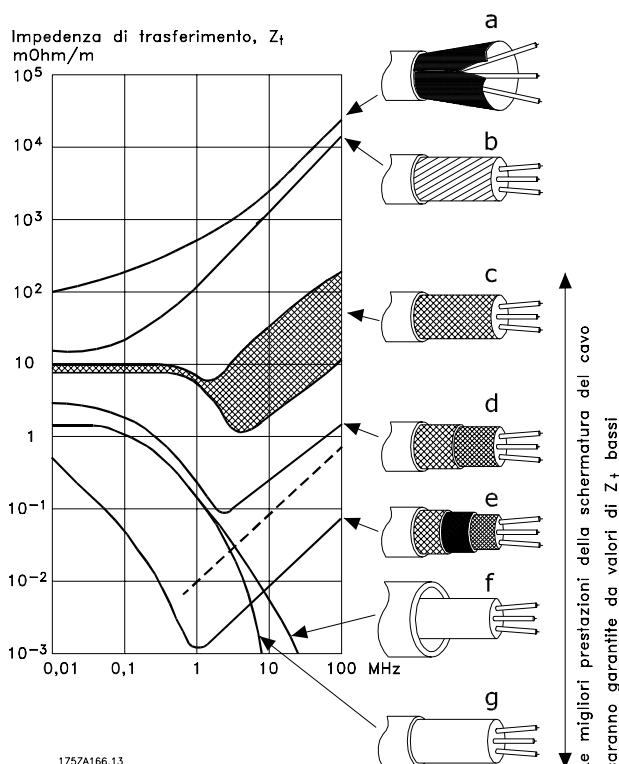 Impedenza di trasferimento, Zt
mOhm/m
10⁵
10⁴
10³
10²
10
1
10⁻¹
10⁻²
10⁻³
0,01 0,1 1 10 100 MHz
a
b
c
d
e
f
g
Le migliori prestazioni della schermatura del cavo
saranno garantite da valori di Zt bassi
175ZA166.13